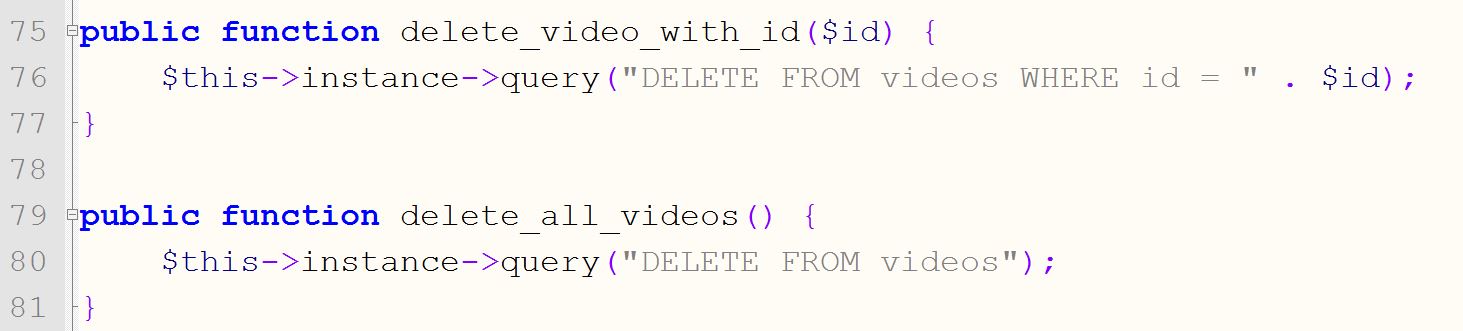 75 public function delete_video_with_id($id) {
76 $this->instance->query("DELETE FROM videos WHERE id = " . $id);
77 }
78
79 public function delete_all_videos() {
80 $this->instance->query("DELETE FROM videos");
81 }